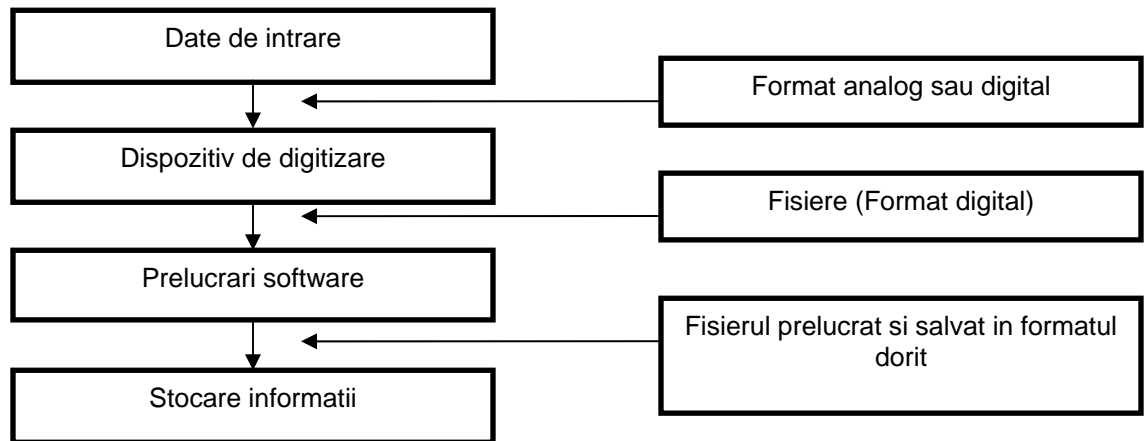 Date de intrare
Format analog sau digital
Dispozitiv de digitizare
Fisiere (Format digital)
Prelucrari software
Fisierul prelucrat si salvat in formatul
dorit
Stocare informatii